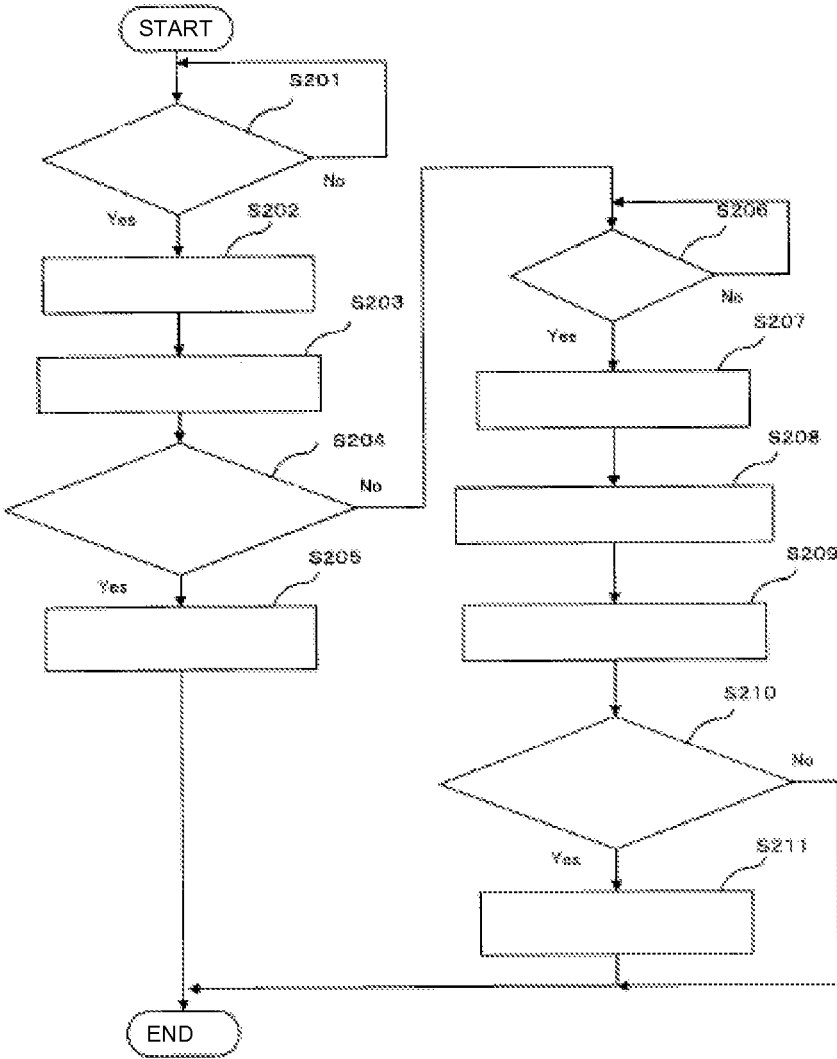 START
S201
No
Yes
S202
S203
S204
No
Yes
S205
S206
No
Yes
S207
S208
S209
S210
No
Yes
S211
END